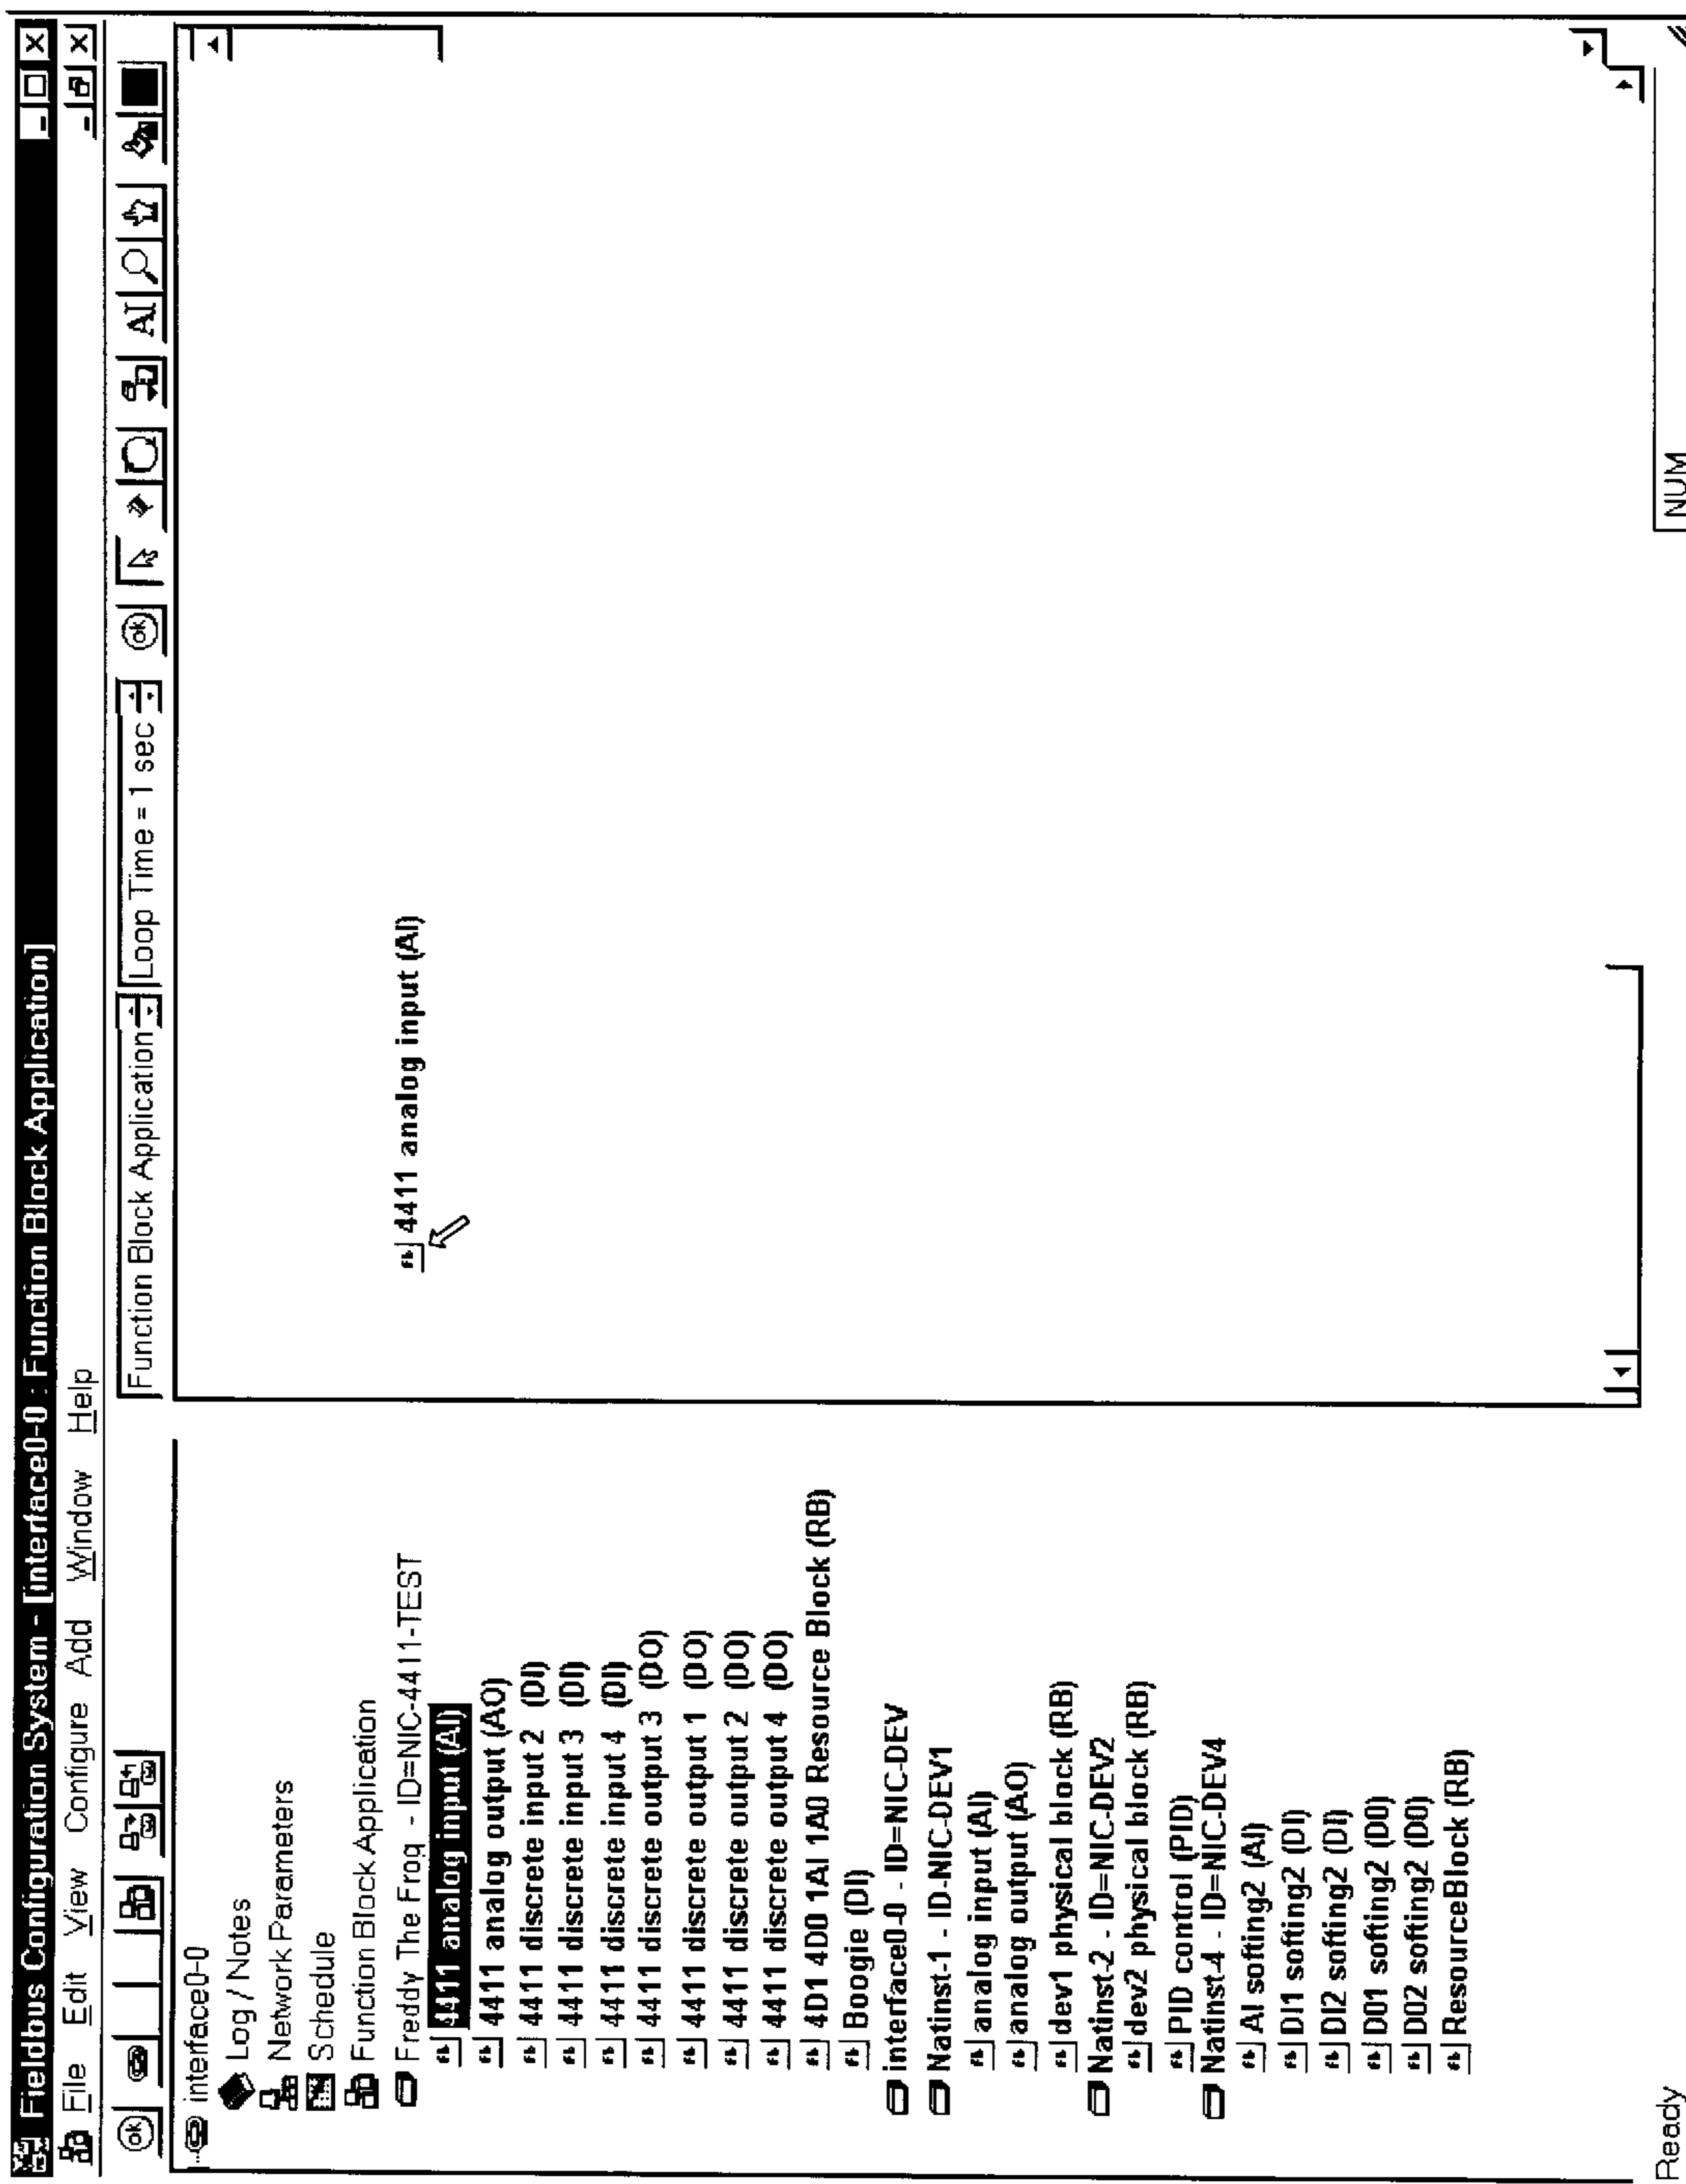 Fieldbus Configuration System - [interface0-0 : Function Block Application]
File Edit View Configure Add Window Help
ok
Function Block Application Loop Time = 1 sec ok AI
interface0-0
Log / Notes
Network Parameters
Schedule
Function Block Application
Freddy The Frog - ID=NIC-4411-TEST
4411 analog input (AI)
4411 analog output (AO)
4411 discrete input 2 (DI)
4411 discrete input 3 (DI)
4411 discrete input 4 (DI)
4411 discrete output 3 (DO)
4411 discrete output 1 (DO)
4411 discrete output 2 (DO)
4411 discrete output 4 (DO)
4D1 4D0 1AI 1A0 Resource Block (RB)
Boogie (DI)
interface0-0 - ID=NIC-DEV
Natinst-1 - ID-NIC-DEV1
analog input (AI)
analog output (AO)
dev1 physical block (RB)
Natinst-2 - ID=NIC-DEV2
dev2 physical block (RB)
PID control (PID)
Natinst-4 - ID=NIC-DEV4
AI softing2 (AI)
DI1 softing2 (DI)
DI2 softing2 (DI)
D01 softing2 (D0)
D02 softing2 (D0)
ResourceBlock (RB)
4411 analog input (AI)
Ready
NUM